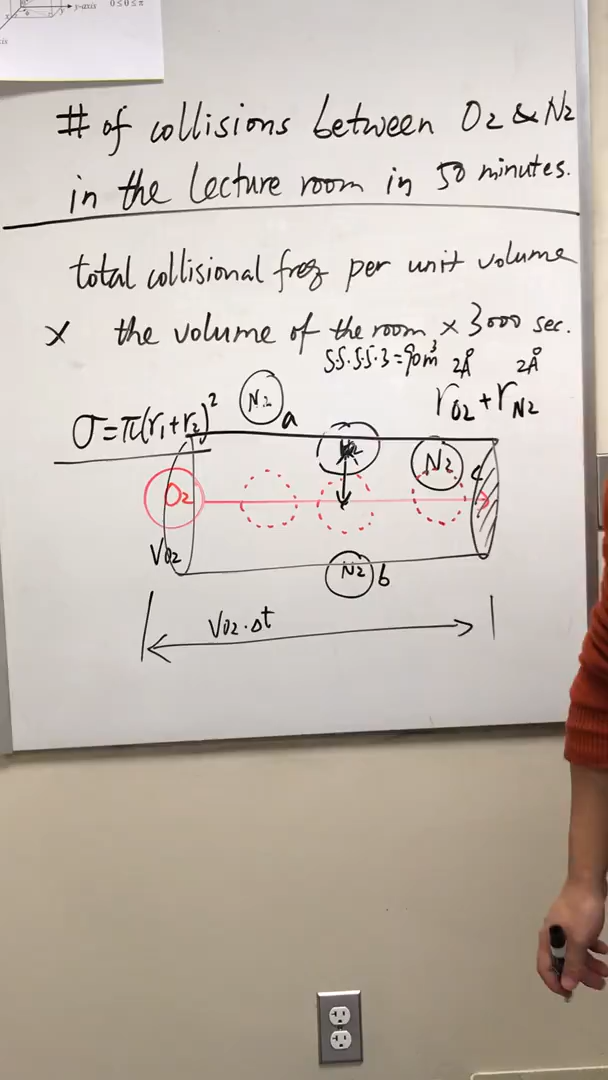 y-axis 0≤θ≤π
# of collisions between O2 & N2
in the lecture room in 50 minutes.
total collisional freq per unit volume
× the volume of the room × 3000 sec.
5.5·5.5·3=90m³
2Å 2Å
rO2 + rN2
σ=π(r1+r2)²
N2 a
N2
c
O2
VO2
N2 b
VO2·Δt